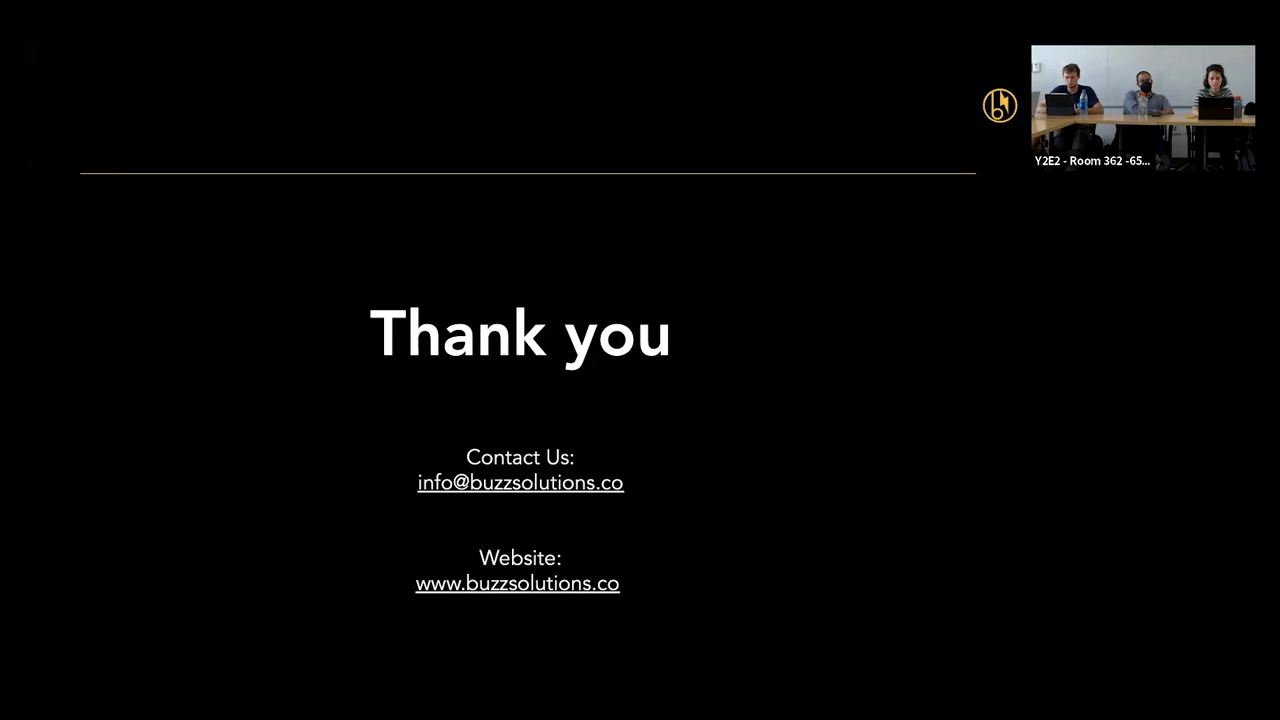 Y2E2 - Room 362 -65...
Thank you
Contact Us:
info@buzzsolutions.co
Website:
www.buzzsolutions.co